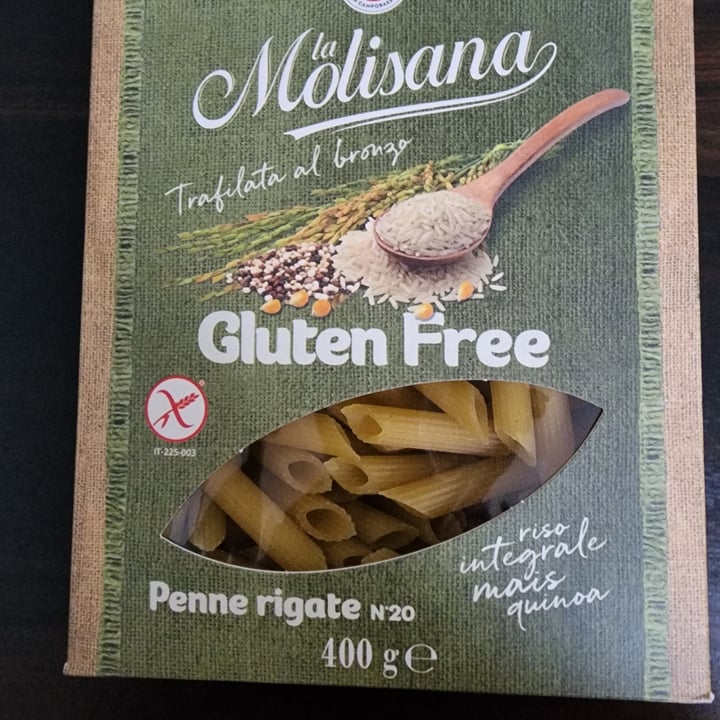 la
Molisana
Trafilata al bronzo
Gluten Free
IT-225-003
riso
integrale
mais
quinoa
Penne rigate N°20
400 g e